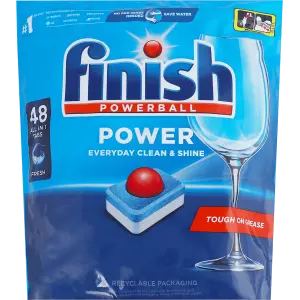 #1
SAVE WATER
finish
POWERBALL
48
ALL IN 1
TABS
FRESH
POWER
EVERYDAY CLEAN & SHINE
TOUGH ON GREASE
RECYCLABLE PACKAGING